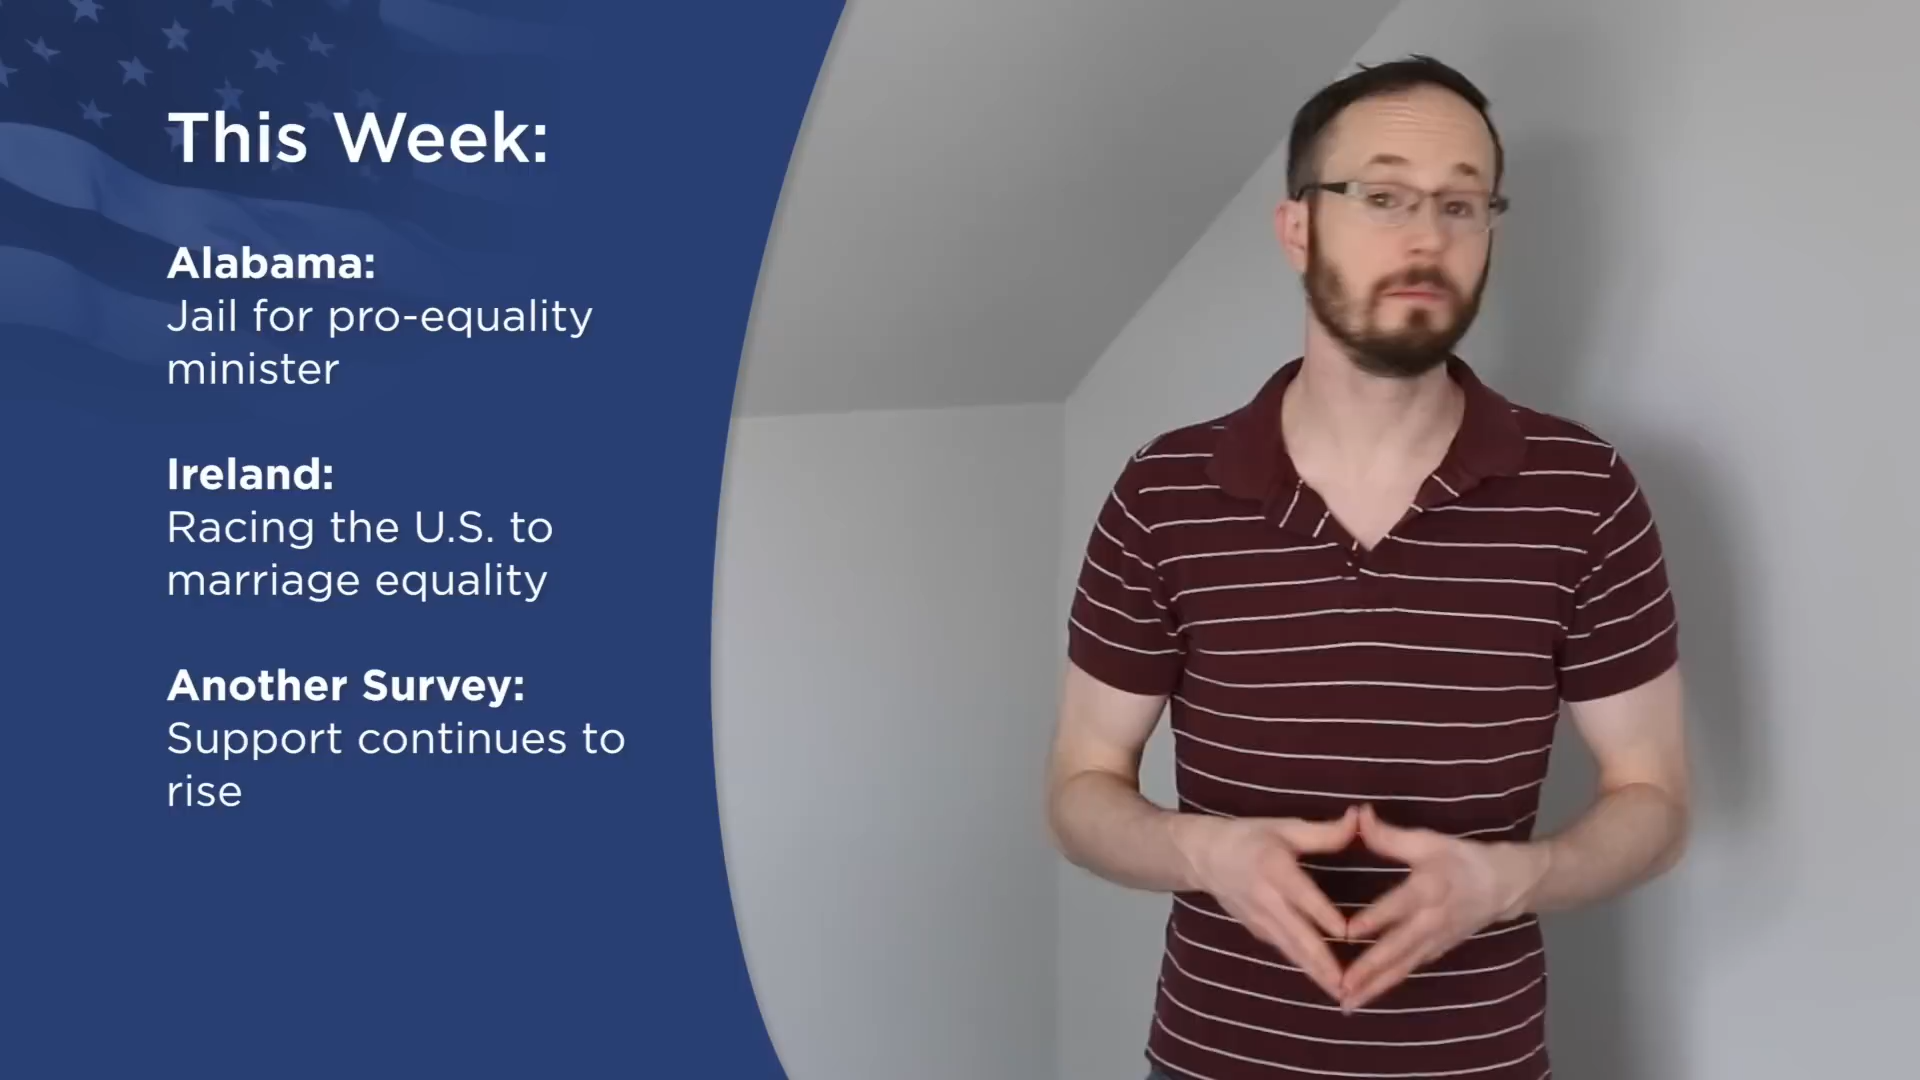 This Week:
Alabama:
Jail for pro-equality
minister
Ireland:
Racing the U.S. to
marriage equality
Another Survey:
Support continues to
rise